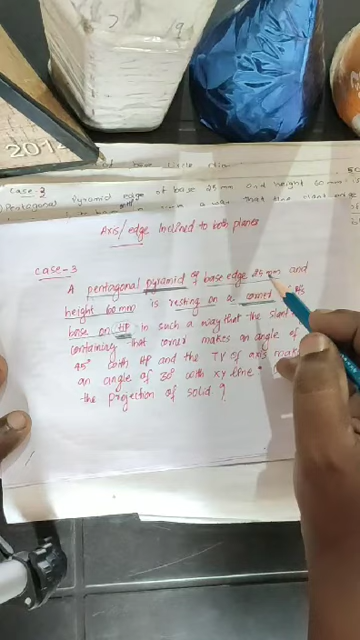 2014
of base
Case-3
Pentagonal Pyramid edge of base 25 mm and height 60 mm
Axis/edge Inclined to both planes
Case-3
A pentagonal pyramid of base edge 25 mm and
height 60 mm is resting on a corner
base on HP in such a way that the slant
containing that corner makes an angle of
45° with HP and the TV of axis makes
an angle of 30° with xy line
the projection of solid ?